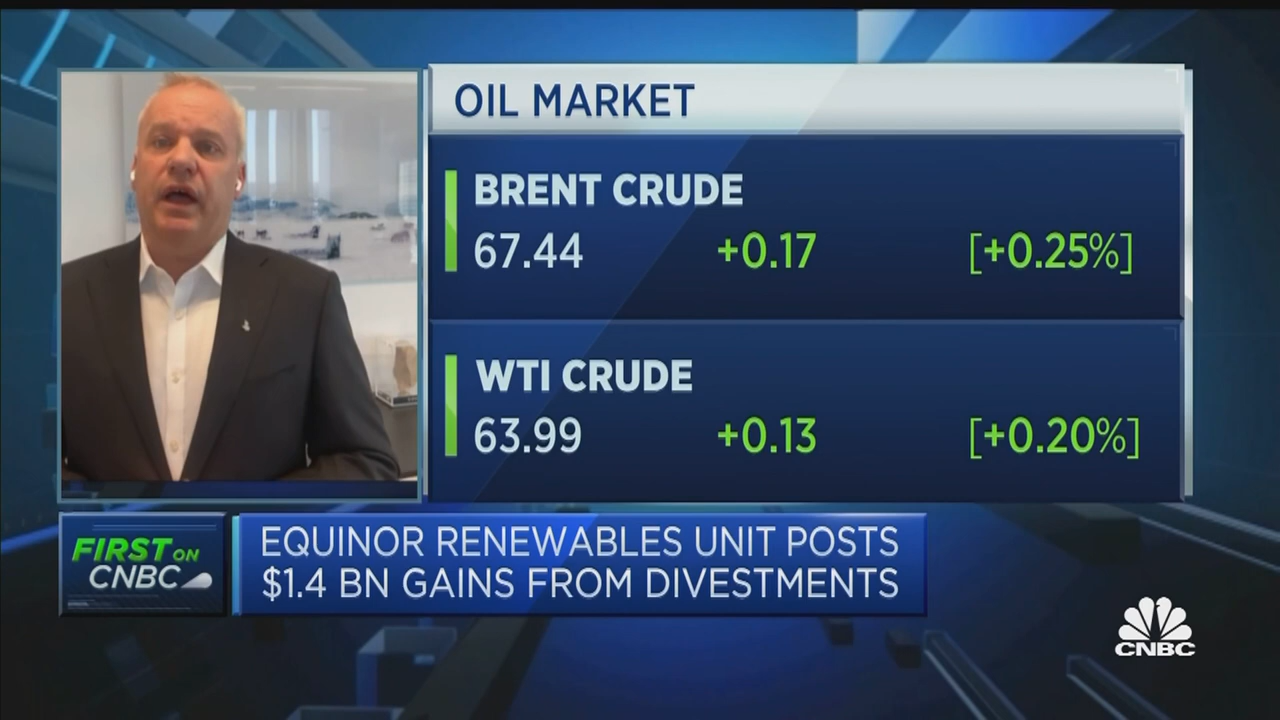 OIL MARKET
BRENT CRUDE
67.44 +0.17 [+0.25%]
WTI CRUDE
63.99 +0.13 [+0.20%]
FIRST ON
CNBC
EQUINOR RENEWABLES UNIT POSTS
$1.4 BN GAINS FROM DIVESTMENTS
CNBC